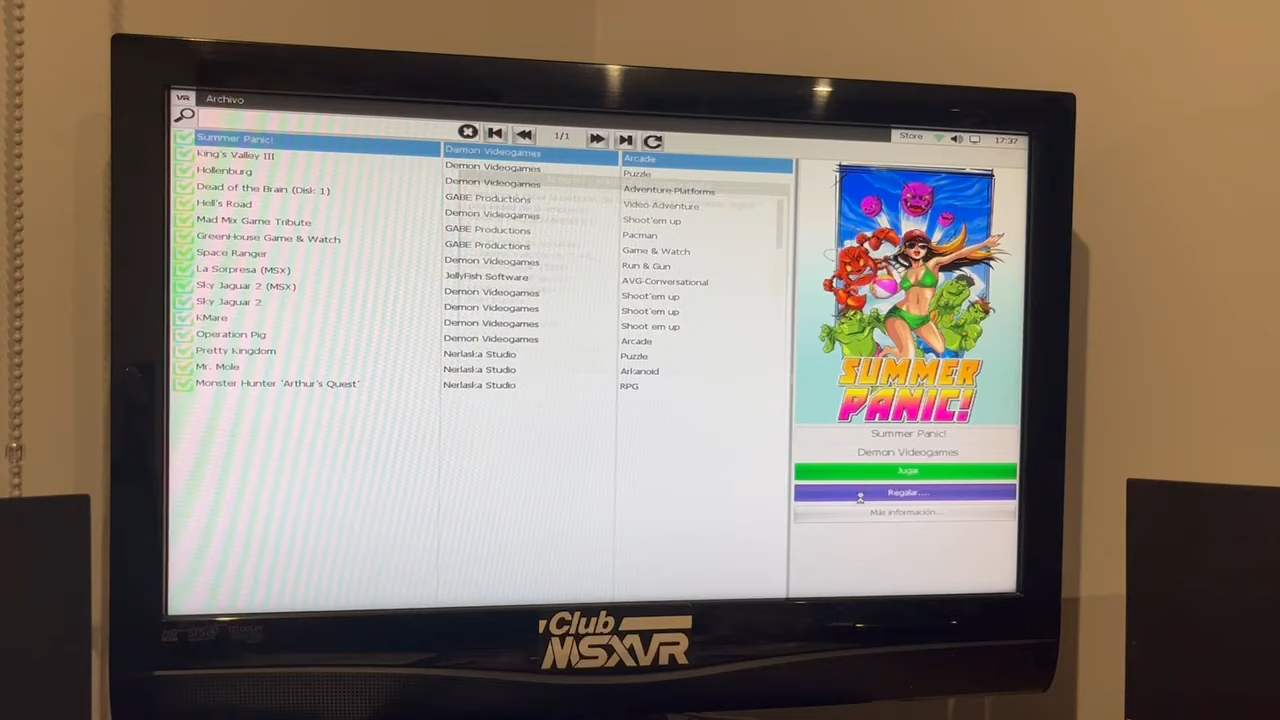 VR Archivo
1/1
Store 17:37
Summer Panic! Demon Videogames Arcade
King's Valley III Demon Videogames Puzzle
Hollenburg Demon Videogames Adventure-Platforms
Dead of the Brain (Disk 1) GABE Productions Video-Adventure
Hell's Road Demon Videogames Shoot'em up
Mad Mix Game Tribute GABE Productions Pacman
GreenHouse Game & Watch GABE Productions Game & Watch
Space Ranger Demon Videogames Run & Gun
La Sorpresa (MSX) JellyFish Software AVG-Conversational
Sky Jaguar 2 (MSX) Demon Videogames Shoot'em up
Sky Jaguar 2 Demon Videogames Shoot'em up
KMare Demon Videogames Shoot em up
Operation Pig Demon Videogames Arcade
Pretty Kingdom Nerlaska Studio Puzzle
Mr. Mole Nerlaska Studio Arkanoid
Monster Hunter 'Arthur's Quest' Nerlaska Studio RPG
SUMMER
PANIC!
Summer Panic!
Demon Videogames
Jugar
Regalar....
Más información...
Club
MSXVR